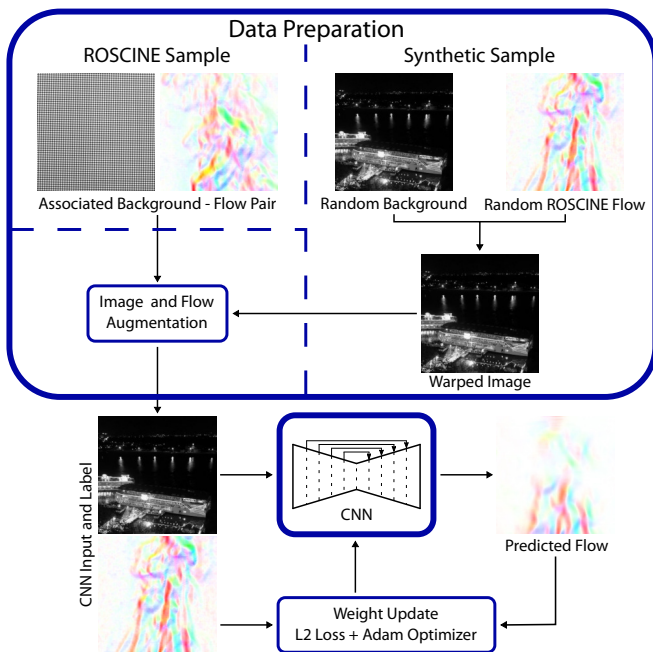 Data Preparation
ROSCINE Sample
Synthetic Sample
Associated Background - Flow Pair
Random Background
Random ROSCINE Flow
Image and Flow
Augmentation
Warped Image
CNN Input and Label
CNN
Predicted Flow
Weight Update
L2 Loss + Adam Optimizer